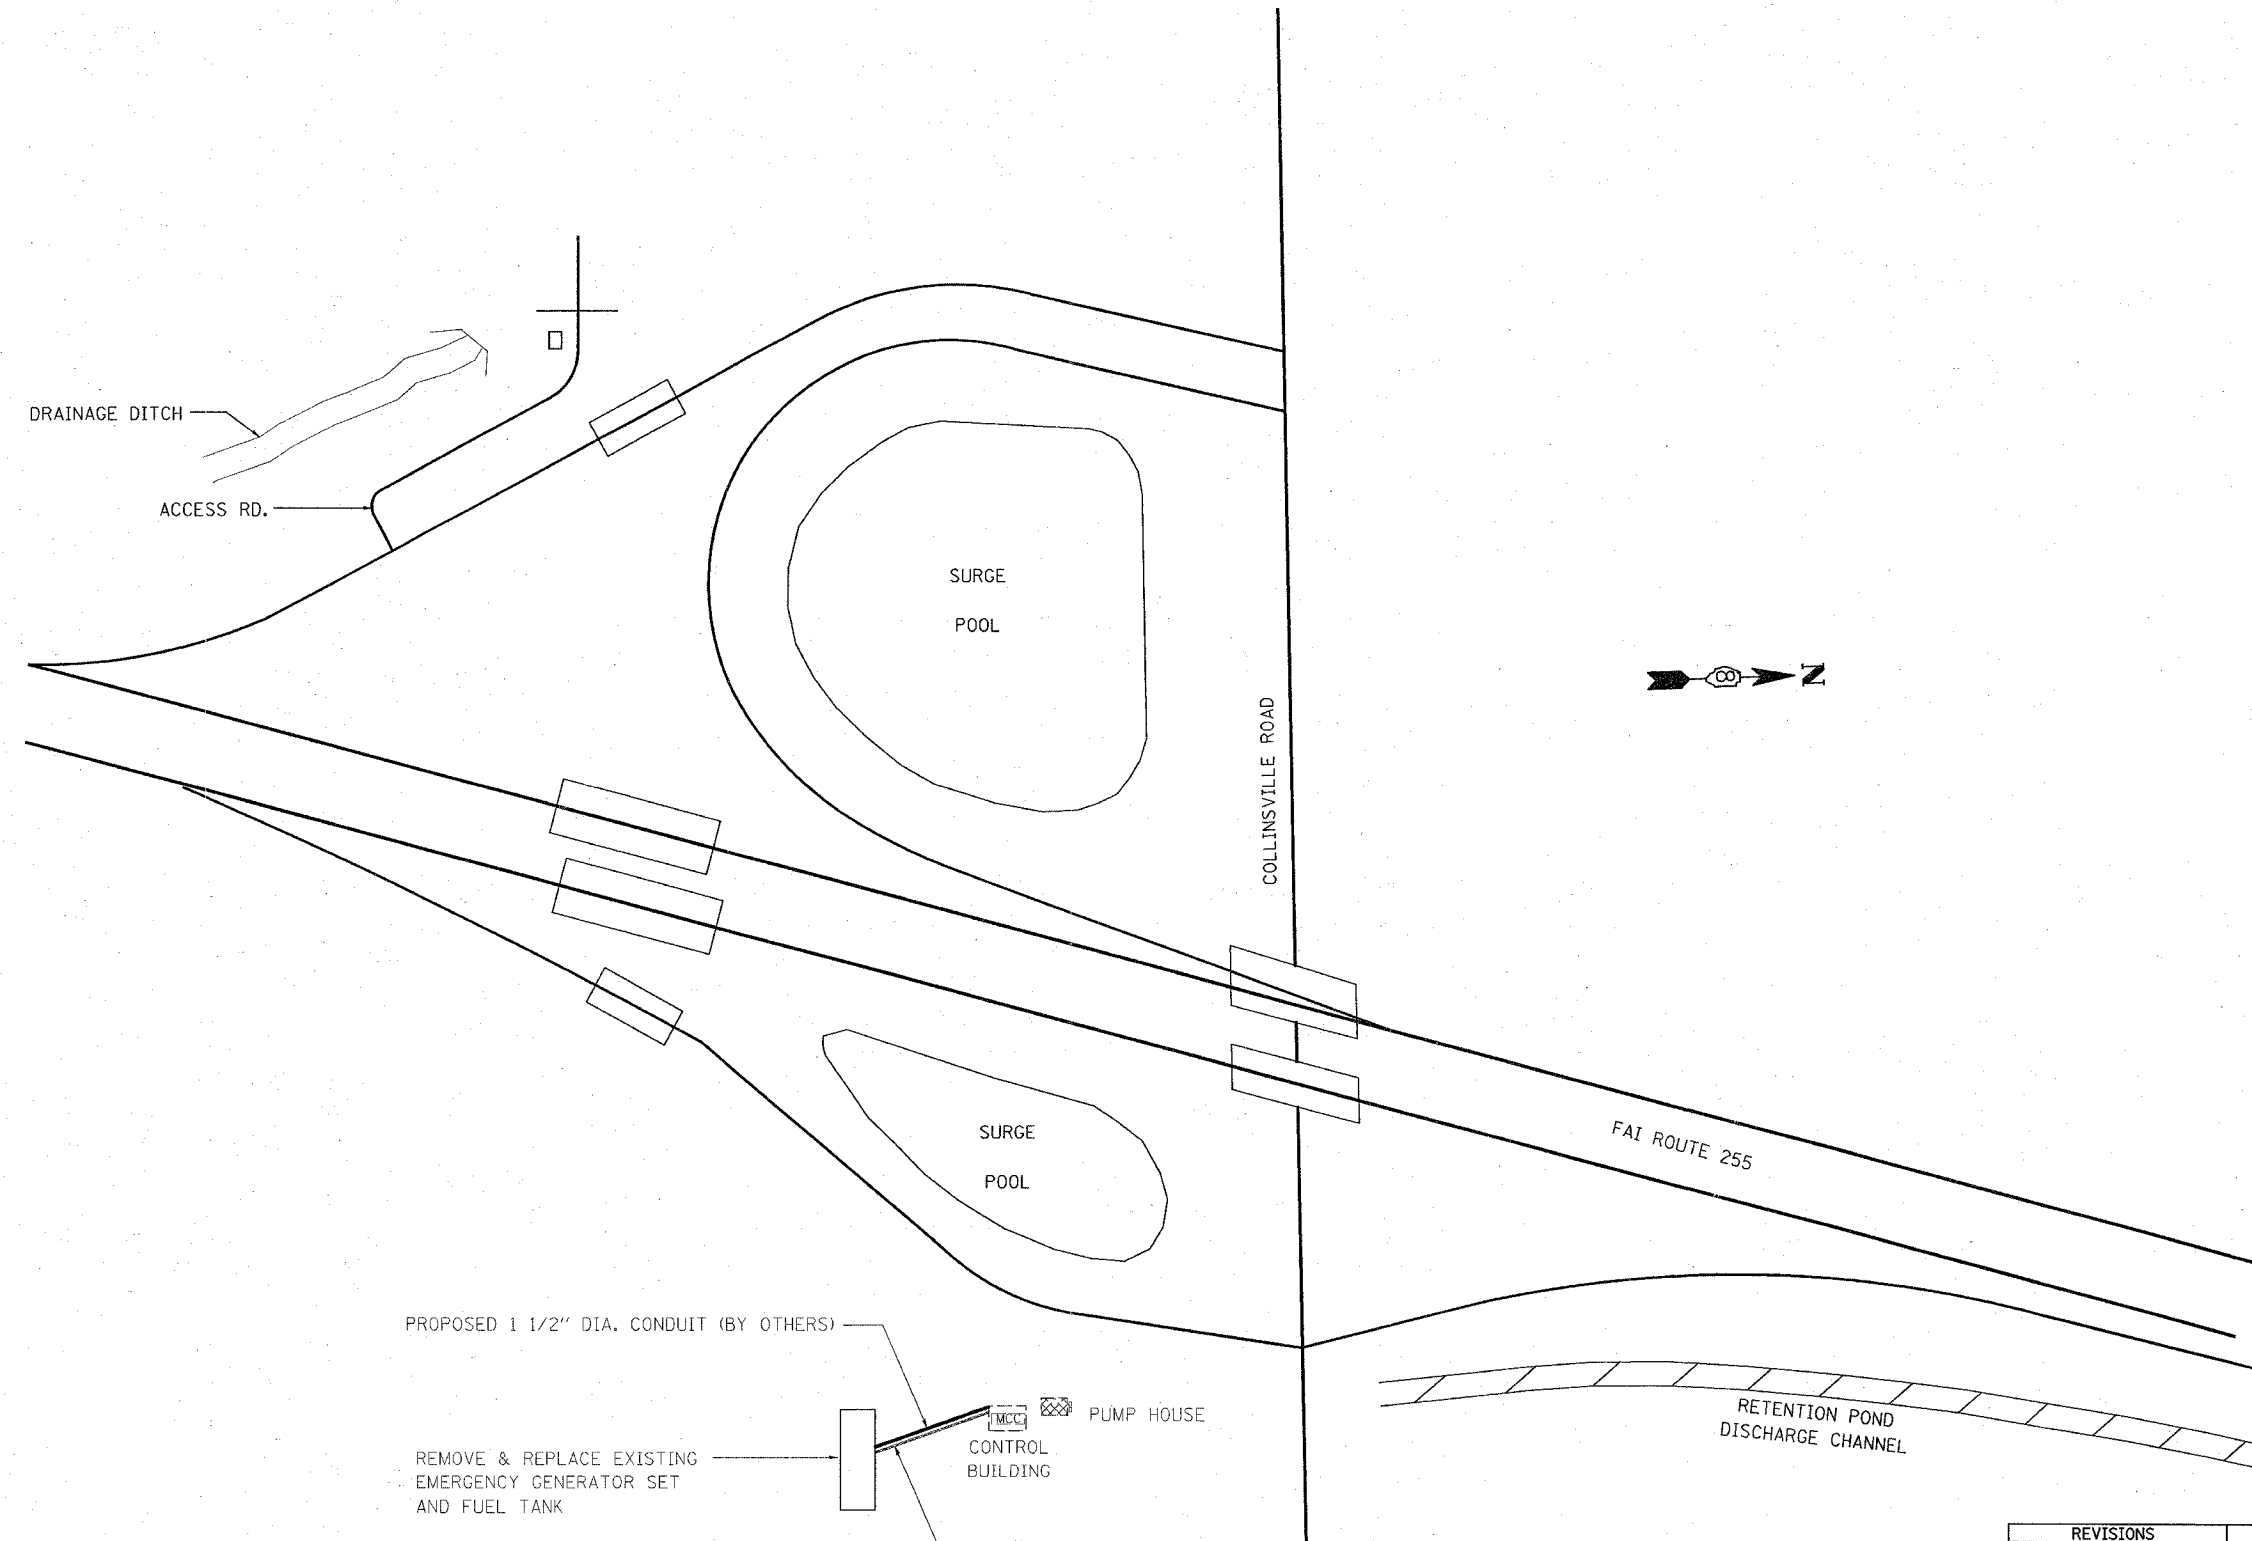 DRAINAGE DITCH
ACCESS RD.
SURGE
POOL
N
COLLINSVILLE ROAD
SURGE
POOL
FAI ROUTE 255
PROPOSED 1 1/2" DIA. CONDUIT (BY OTHERS)
MCC
PUMP HOUSE
CONTROL
BUILDING
REMOVE & REPLACE EXISTING
EMERGENCY GENERATOR SET
AND FUEL TANK
RETENTION POND
DISCHARGE CHANNEL
REVISIONS